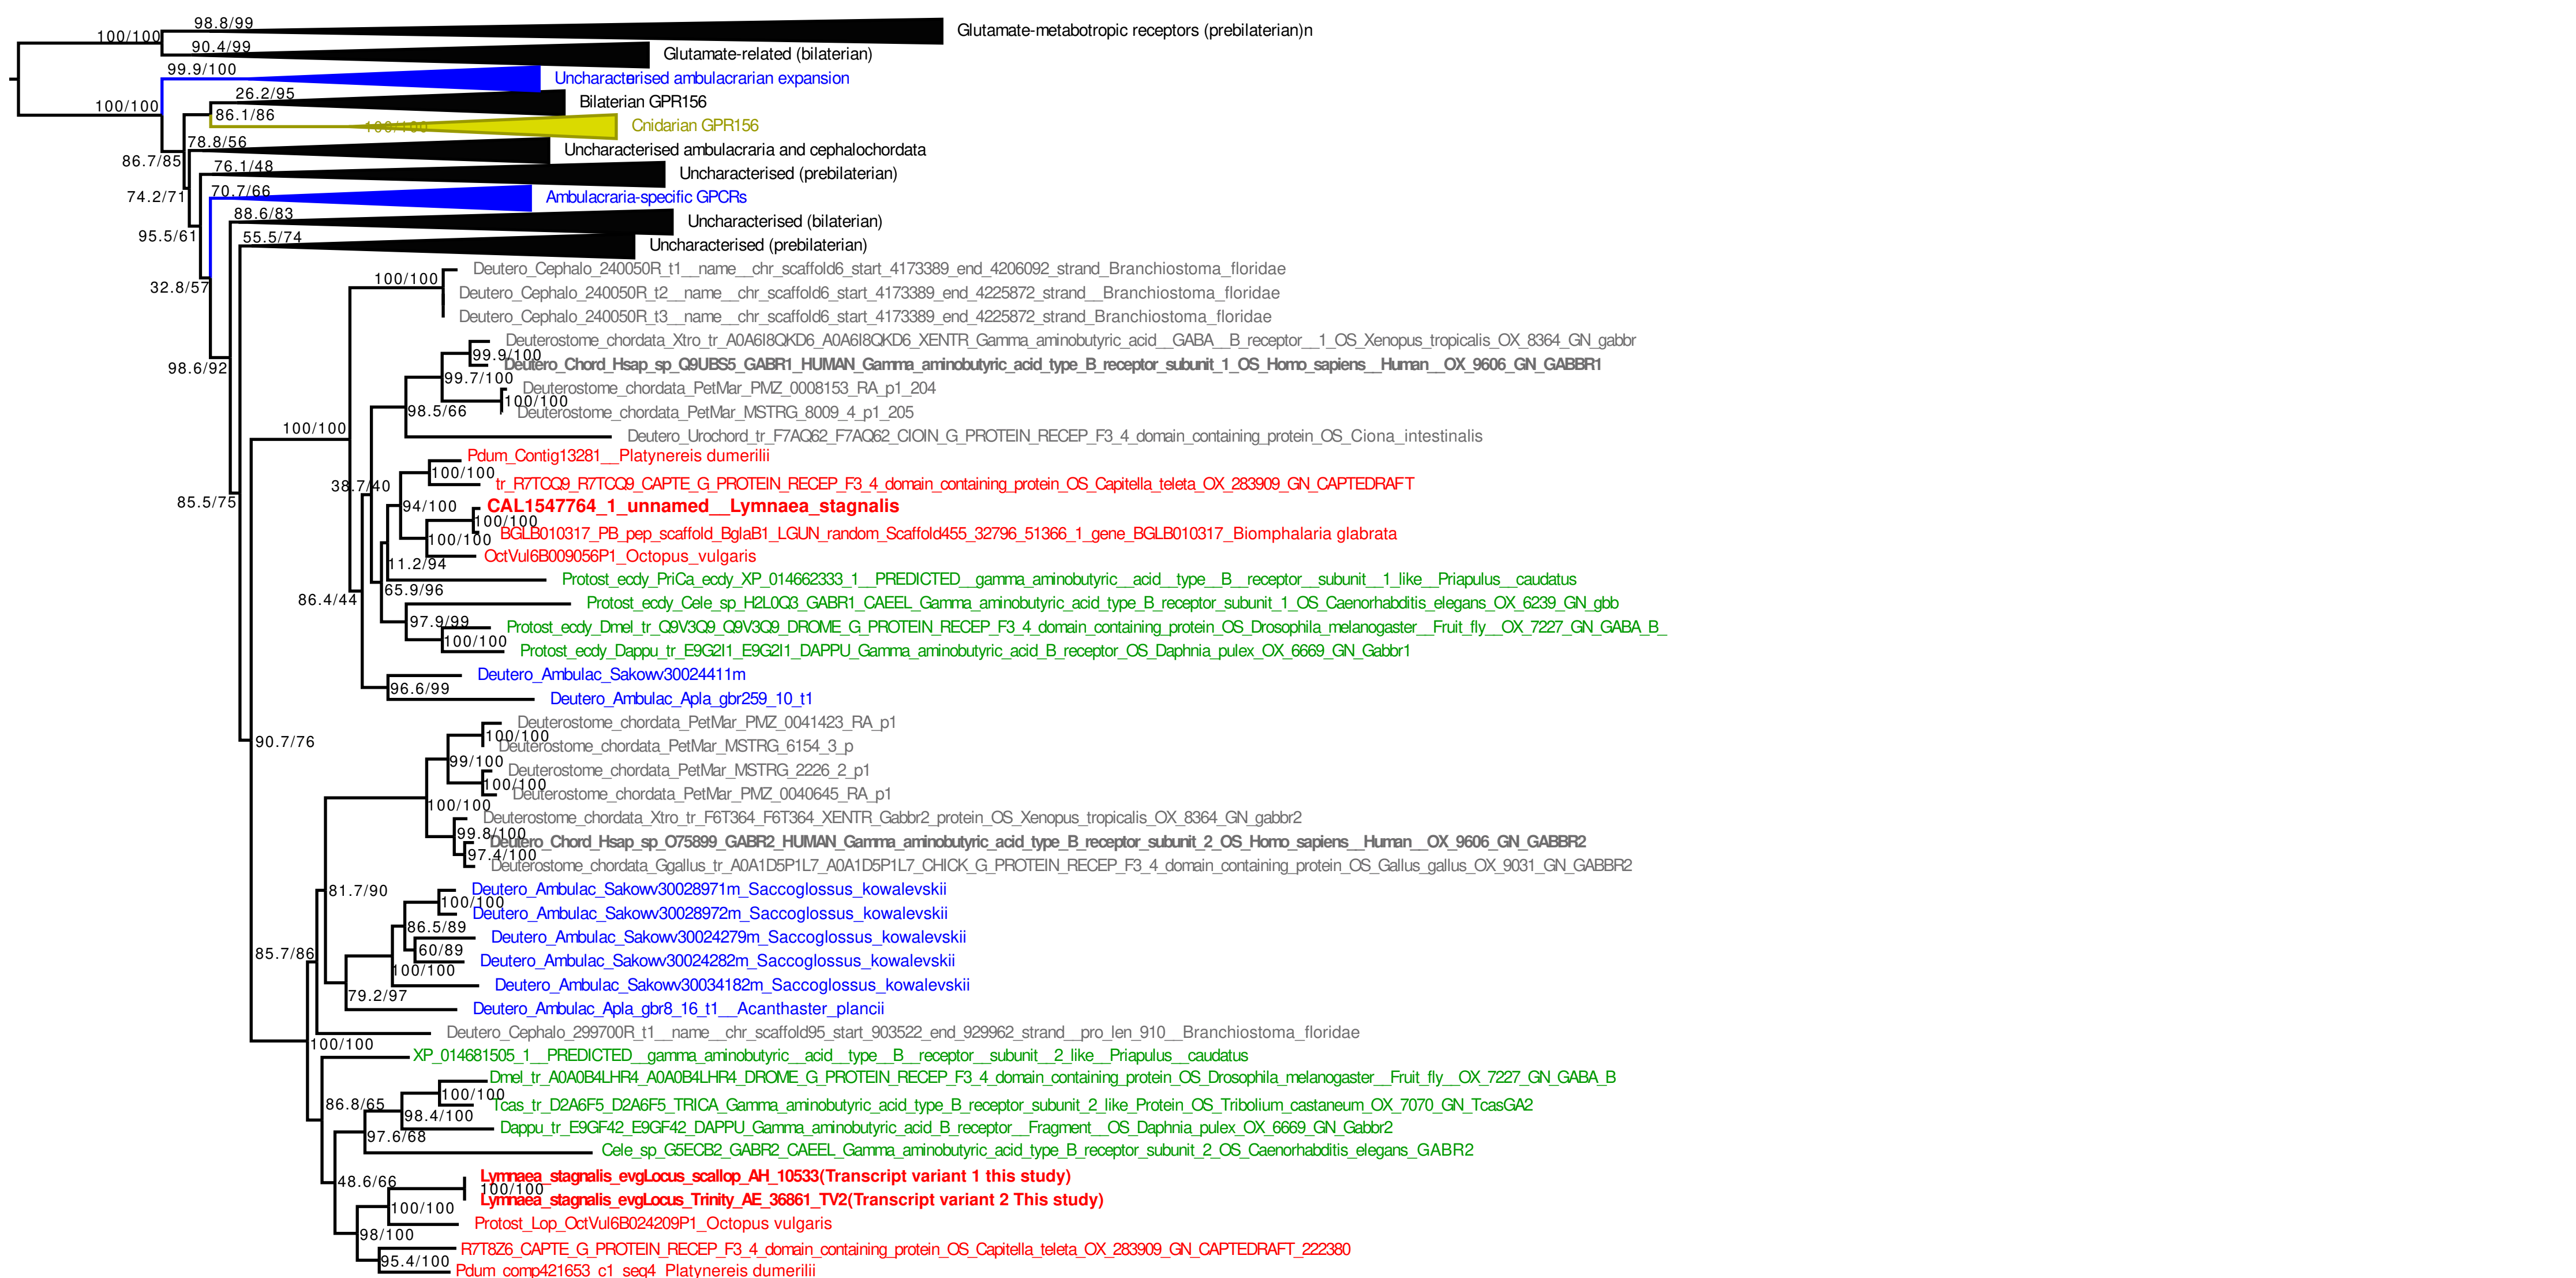 98.8/99
Glutamate-metabotropic receptors (prebilaterian)n
100/100
90.4/99
Glutamate-related (bilaterian)
99.9/100
Uncharacterised ambulacrarian expansion
100/100
26.2/95
Bilaterian GPR156
86.1/86
100/100
Cnidarian GPR156
78.8/56
Uncharacterised ambulacraria and cephalochordata
86.7/85
76.1/48
Uncharacterised (prebilaterian)
74.2/71
70.7/66
Ambulacraria-specific GPCRs
88.6/83
Uncharacterised (bilaterian)
95.5/61
55.5/74
Uncharacterised (prebilaterian)
Deutero_Cephalo_240050R_t1__name__chr_scaffold6_start_4173389_end_4206092_strand_Branchiostoma_floridae
100/100
32.8/57
Deutero_Cephalo_240050R_t2__name__chr_scaffold6_start_4173389_end_4225872_strand__Branchiostoma_floridae
Deutero_Cephalo_240050R_t3__name__chr_scaffold6_start_4173389_end_4225872_strand_Branchiostoma_floridae
Deuterostome_chordata_Xtro_tr_A0A6I8QKD6_A0A6I8QKD6_XENTR_Gamma_aminobutyric_acid__GABA__B_receptor__1_OS_Xenopus_tropicalis_OX_8364_GN_gabbr
99.9/100
98.6/92
Deutero_Chord_Hsap_sp_Q9UBS5_GABR1_HUMAN_Gamma_aminobutyric_acid_type_B_receptor_subunit_1_OS_Homo_sapiens__Human__OX_9606_GN_GABBR1
99.7/100
Deuterostome_chordata_PetMar_PMZ_0008153_RA_p1_204
100/100
98.5/66
Deuterostome_chordata_PetMar_MSTRG_8009_4_p1_205
100/100
Deutero_Urochord_tr_F7AQ62_F7AQ62_CIOIN_G_PROTEIN_RECEP_F3_4_domain_containing_protein_OS_Ciona_intestinalis
Pdum_Contig13281__Platynereis dumerilii
100/100
38.7/40
tr_R7TCQ9_R7TCQ9_CAPTE_G_PROTEIN_RECEP_F3_4_domain_containing_protein_OS_Capitella_teleta_OX_283909_GN_CAPTEDRAFT
85.5/75
94/100
CAL1547764_1_unnamed__Lymnaea_stagnalis
100/100
BGLB010317_PB_pep_scaffold_BglaB1_LGUN_random_Scaffold455_32796_51366_1_gene_BGLB010317_Biomphalaria glabrata
100/100
OctVul6B009056P1_Octopus_vulgaris
11.2/94
Protost_ecdy_PriCa_ecdy_XP_014662333_1__PREDICTED__gamma_aminobutyric__acid__type__B__receptor__subunit__1_like__Priapulus__caudatus
65.9/96
86.4/44
Protost_ecdy_Cele_sp_H2L0Q3_GABR1_CAEEL_Gamma_aminobutyric_acid_type_B_receptor_subunit_1_OS_Caenorhabditis_elegans_OX_6239_GN_gbb
97.9/99
Protost_ecdy_Dmel_tr_Q9V3Q9_Q9V3Q9_DROME_G_PROTEIN_RECEP_F3_4_domain_containing_protein_OS_Drosophila_melanogaster__Fruit_fly__OX_7227_GN_GABA_B_
100/100
Protost_ecdy_Dappu_tr_E9G2I1_E9G2I1_DAPPU_Gamma_aminobutyric_acid_B_receptor_OS_Daphnia_pulex_OX_6669_GN_Gabbr1
Deutero_Ambulac_Sakowv30024411m
96.6/99
Deutero_Ambulac_Apla_gbr259_10_t1
Deuterostome_chordata_PetMar_PMZ_0041423_RA_p1
100/100
90.7/76
Deuterostome_chordata_PetMar_MSTRG_6154_3_p
99/100
Deuterostome_chordata_PetMar_MSTRG_2226_2_p1
100/100
Deuterostome_chordata_PetMar_PMZ_0040645_RA_p1
100/100
Deuterostome_chordata_Xtro_tr_F6T364_F6T364_XENTR_Gabbr2_protein_OS_Xenopus_tropicalis_OX_8364_GN_gabbr2
99.8/100
Deutero_Chord_Hsap_sp_O75899_GABR2_HUMAN_Gamma_aminobutyric_acid_type_B_receptor_subunit_2_OS_Homo_sapiens__Human__OX_9606_GN_GABBR2
97.4/100
Deuterostome_chordata_Ggallus_tr_A0A1D5P1L7_A0A1D5P1L7_CHICK_G_PROTEIN_RECEP_F3_4_domain_containing_protein_OS_Gallus_gallus_OX_9031_GN_GABBR2
81.7/90
Deutero_Ambulac_Sakowv30028971m_Saccoglossus_kowalevskii
100/100
Deutero_Ambulac_Sakowv30028972m_Saccoglossus_kowalevskii
86.5/89
Deutero_Ambulac_Sakowv30024279m_Saccoglossus_kowalevskii
60/89
85.7/86
Deutero_Ambulac_Sakowv30024282m_Saccoglossus_kowalevskii
100/100
Deutero_Ambulac_Sakowv30034182m_Saccoglossus_kowalevskii
79.2/97
Deutero_Ambulac_Apla_gbr8_16_t1__Acanthaster_plancii
Deutero_Cephalo_299700R_t1__name__chr_scaffold95_start_903522_end_929962_strand__pro_len_910__Branchiostoma_floridae
100/100
XP_014681505_1__PREDICTED__gamma_aminobutyric__acid__type__B__receptor__subunit__2_like__Priapulus__caudatus
Dmel_tr_A0A0B4LHR4_A0A0B4LHR4_DROME_G_PROTEIN_RECEP_F3_4_domain_containing_protein_OS_Drosophila_melanogaster__Fruit_fly__OX_7227_GN_GABA_B
100/100
86.8/65
Tcas_tr_D2A6F5_D2A6F5_TRICA_Gamma_aminobutyric_acid_type_B_receptor_subunit_2_like_Protein_OS_Tribolium_castaneum_OX_7070_GN_TcasGA2
98.4/100
Dappu_tr_E9GF42_E9GF42_DAPPU_Gamma_aminobutyric_acid_B_receptor__Fragment__OS_Daphnia_pulex_OX_6669_GN_Gabbr2
97.6/68
Cele_sp_G5ECB2_GABR2_CAEEL_Gamma_aminobutyric_acid_type_B_receptor_subunit_2_OS_Caenorhabditis_elegans_GABR2
Lymnaea_stagnalis_evgLocus_scallop_AH_10533(Transcript variant 1 this study)
48.6/66
100/100
Lymnaea_stagnalis_evgLocus_Trinity_AE_36861_TV2(Transcript variant 2 This study)
100/100
Protost_Lop_OctVul6B024209P1_Octopus vulgaris
98/100
R7T8Z6_CAPTE_G_PROTEIN_RECEP_F3_4_domain_containing_protein_OS_Capitella_teleta_OX_283909_GN_CAPTEDRAFT_222380
95.4/100
Pdum_comp421653_c1_seq4_Platynereis dumerilii